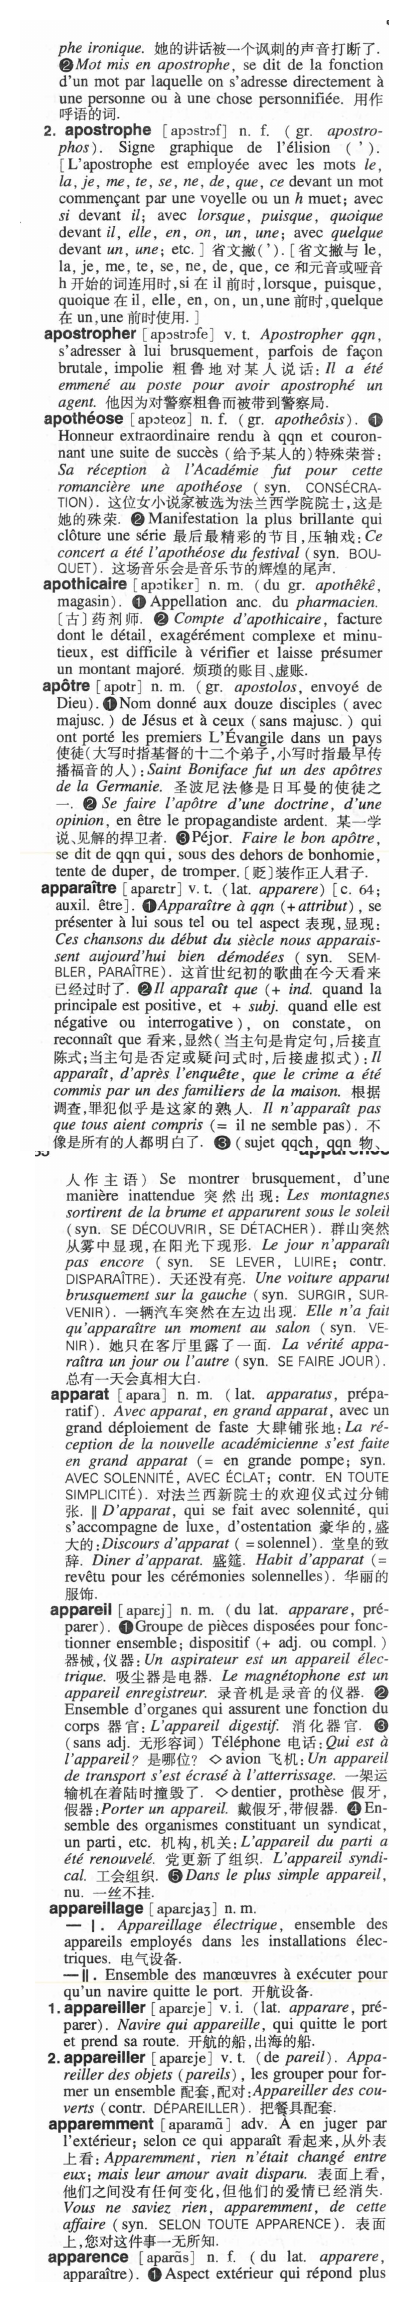 phe ironique. 她的讲话被一个讽刺的声音打断了.
❷Mot mis en apostrophe, se dit de la fonction
d'un mot par laquelle on s'adresse directement à
une personne ou à une chose personnifiée. 用作
呼语的词.
2. apostrophe [apɔstrɔf] n. f. (gr. apostro-
phos). Signe graphique de l'élision (').
[L'apostrophe est employée avec les mots le,
la, je, me, te, se, ne, de, que, ce devant un mot
commençant par une voyelle ou un h muet; avec
si devant il; avec lorsque, puisque, quoique
devant il, elle, en, on, un, une; avec quelque
devant un, une; etc.] 省文撇('). [省文撇与 le,
la, je, me, te, se, ne, de, que, ce 和元音或哑音
h 开始的词连用时,si 在 il 前时,lorsque, puisque,
quoique 在 il, elle, en, on, un,une 前时,quelque
在 un,une 前时使用.]
apostropher [apɔstrɔfe] v. t. Apostropher qqn,
s'adresser à lui brusquement, parfois de façon
brutale, impolie 粗鲁地对某人说话:Il a été
emmené au poste pour avoir apostrophé un
agent. 他因为对警察粗鲁而被带到警察局.
apothéose [apɔteoz] n. f. (gr. apotheôsis). ❶
Honneur extraordinaire rendu à qqn et couron-
nant une suite de succès (给予某人的)特殊荣誉:
Sa réception à l'Académie fut pour cette
romancière une apothéose (syn. CONSÉCRA-
TION). 这位女小说家被选为法兰西学院院士,这是
她的殊荣. ❷Manifestation la plus brillante qui
clôture une série 最后最精彩的节目,压轴戏:Ce
concert a été l'apothéose du festival (syn. BOU-
QUET). 这场音乐会是音乐节的辉煌的尾声.
apothicaire [apɔtikɛr] n. m. (du gr. apothêkê,
magasin). ❶Appellation anc. du pharmacien.
〔古〕药剂师. ❷ Compte d'apothicaire, facture
dont le détail, exagérément complexe et minu-
tieux, est difficile à vérifier et laisse présumer
un montant majoré. 烦琐的账目、虚账.
apôtre [apotr] n. m. (gr. apostolos, envoyé de
Dieu). ❶Nom donné aux douze disciples (avec
majusc.) de Jésus et à ceux (sans majusc.) qui
ont porté les premiers L'Évangile dans un pays
使徒(大写时指基督的十二个弟子,小写时指最早传
播福音的人):Saint Boniface fut un des apôtres
de la Germanie. 圣波尼法修是日耳曼的使徒之
一. ❷ Se faire l'apôtre d'une doctrine, d'une
opinion, en être le propagandiste ardent. 某一学
说、见解的捍卫者. ❸Péjor. Faire le bon apôtre,
se dit de qqn qui, sous des dehors de bonhomie,
tente de duper, de tromper. 〔贬〕装作正人君子.
apparaître [aparɛtr] v. t. (lat. apparere) [c. 64;
auxil. être]. ❶Apparaître à qqn (+attribut), se
présenter à lui sous tel ou tel aspect 表现,显现:
Ces chansons du début du siècle nous apparais-
sent aujourd'hui bien démodées (syn. SEM-
BLER, PARAÎTRE). 这首世纪初的歌曲在今天看来
已经过时了. ❷Il apparaît que (+ ind. quand la
principale est positive, et + subj. quand elle est
négative ou interrogative), on constate, on
reconnaît que 看来,显然(当主句是肯定句,后接直
陈式;当主句是否定或疑问式时,后接虚拟式):Il
apparaît, d'après l'enquête, que le crime a été
commis par un des familiers de la maison. 根据
调查,罪犯似乎是这家的熟人. Il n'apparaît pas
que tous aient compris (= il ne semble pas). 不
像是所有的人都明白了. ❸ (sujet qqch, qqn 物、
apparence
人作主语) Se montrer brusquement, d'une
manière inattendue 突然出现: Les montagnes
sortirent de la brume et apparurent sous le soleil
(syn. SE DÉCOUVRIR, SE DÉTACHER). 群山突然
从雾中显现,在阳光下现形. Le jour n'apparaît
pas encore (syn. SE LEVER, LUIRE; contr.
DISPARAÎTRE). 天还没有亮. Une voiture apparut
brusquement sur la gauche (syn. SURGIR, SUR-
VENIR). 一辆汽车突然在左边出现. Elle n'a fait
qu'apparaître un moment au salon (syn. VE-
NIR). 她只在客厅里露了一面. La vérité appa-
raîtra un jour ou l'autre (syn. SE FAIRE JOUR).
总有一天会真相大白.
apparat [apara] n. m. (lat. apparatus, prépa-
ratif). Avec apparat, en grand apparat, avec un
grand déploiement de faste 大肆铺张地:La ré-
ception de la nouvelle académicienne s'est faite
en grand apparat (= en grande pompe; syn.
AVEC SOLENNITÉ, AVEC ÉCLAT; contr. EN TOUTE
SIMPLICITÉ). 对法兰西新院士的欢迎仪式过分铺
张. ‖ D'apparat, qui se fait avec solennité, qui
s'accompagne de luxe, d'ostentation 豪华的,盛
大的:Discours d'apparat ( =solennel). 堂皇的致
辞. Diner d'apparat. 盛筵. Habit d'apparat (=
revêtu pour les cérémonies solennelles). 华丽的
服饰.
appareil [aparɛj] n. m. (du lat. apparare, pré-
parer). ❶Groupe de pièces disposées pour fonc-
tionner ensemble; dispositif (+ adj. ou compl.)
器械,仪器:Un aspirateur est un appareil élec-
trique. 吸尘器是电器. Le magnétophone est un
appareil enregistreur. 录音机是录音的仪器. ❷
Ensemble d'organes qui assurent une fonction du
corps 器官: L'appareil digestif. 消化器官. ❸
(sans adj. 无形容词) Téléphone 电话:Qui est à
l'appareil? 是哪位? ◇avion 飞机:Un appareil
de transport s'est écrasé à l'atterrissage. 一架运
输机在着陆时撞毁了. ◇dentier, prothèse 假牙,
假器:Porter un appareil. 戴假牙,带假器. ❹En-
semble des organismes constituant un syndicat,
un parti, etc. 机构,机关:L'appareil du parti a
été renouvelé. 党更新了组织. L'appareil syndi-
cal. 工会组织. ❺Dans le plus simple appareil,
nu. 一丝不挂.
appareillage [aparɛjaʒ] n. m.
— Ⅰ. Appareillage électrique, ensemble des
appareils employés dans les installations élec-
triques. 电气设备.
—Ⅱ. Ensemble des manœuvres à exécuter pour
qu'un navire quitte le port. 开航设备.
1. appareiller [aparɛje] v. i. (lat. apparare, pré-
parer). Navire qui appareille, qui quitte le port
et prend sa route. 开航的船,出海的船.
2. appareiller [aparɛje] v. t. (de pareil). Appa-
reiller des objets (pareils), les grouper pour for-
mer un ensemble 配套,配对:Appareiller des cou-
verts (contr. DÉPAREILLER). 把餐具配套.
apparemment [aparamɑ̃] adv. À en juger par
l'extérieur; selon ce qui apparaît 看起来,从外表
上看: Apparemment, rien n'était changé entre
eux; mais leur amour avait disparu. 表面上看,
他们之间没有任何变化,但他们的爱情已经消失.
Vous ne saviez rien, apparemment, de cette
affaire (syn. SELON TOUTE APPARENCE). 表面
上,您对这件事一无所知.
apparence [aparɑ̃s] n. f. (du lat. apparere,
apparaître). ❶Aspect extérieur qui répond plus